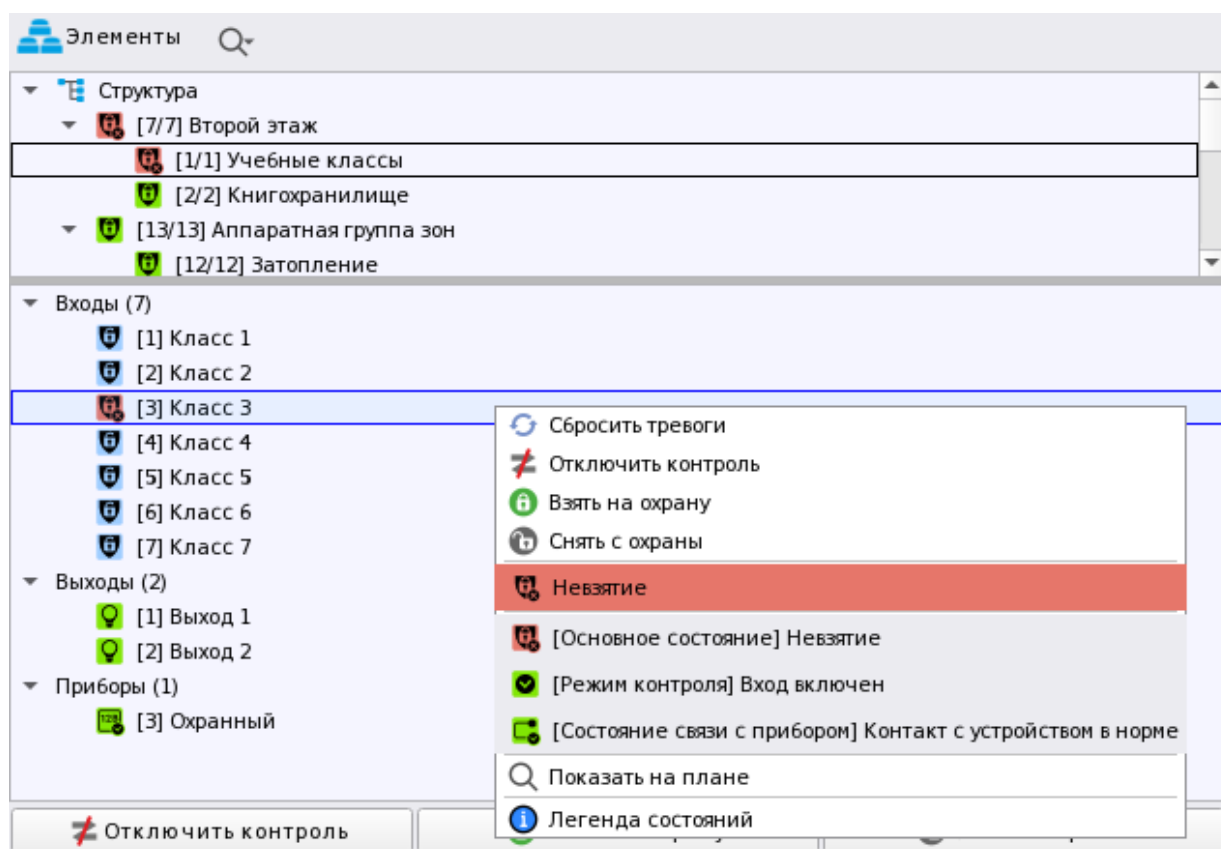 Элементы
Структура
[7/7] Второй этаж
[1/1] Учебные классы
[2/2] Книгохранилище
[13/13] Аппаратная группа зон
[12/12] Затопление
Входы (7)
[1] Класс 1
[2] Класс 2
[3] Класс 3
[4] Класс 4
[5] Класс 5
[6] Класс 6
[7] Класс 7
Выходы (2)
[1] Выход 1
[2] Выход 2
Приборы (1)
[3] Охранный
Сбросить тревоги
Отключить контроль
Взять на охрану
Снять с охраны
Невзятие
[Основное состояние] Невзятие
[Режим контроля] Вход включен
[Состояние связи с прибором] Контакт с устройством в норме
Показать на плане
Легенда состояний
Отключить контроль